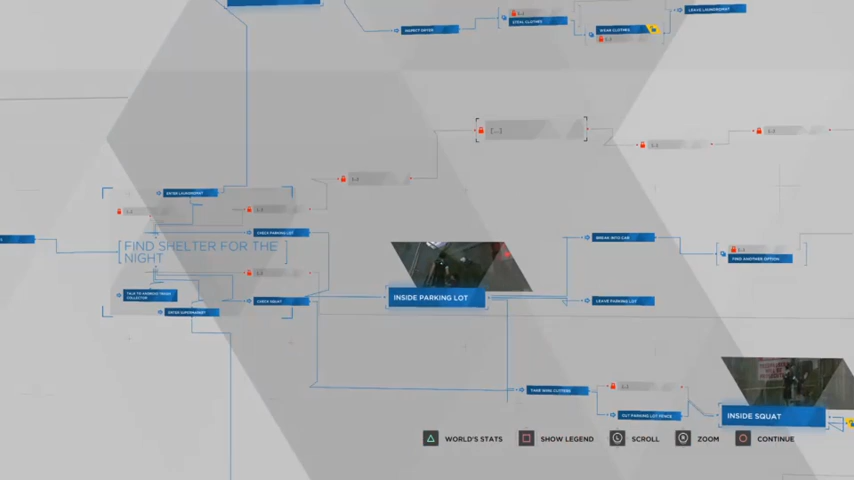 LEAVE LAUNDROMAT
STEAL CLOTHES
INSPECT DRYER
WEAR CLOTHES
[...]
ENTER LAUNDROMAT
CHECK PARKING LOT
BREAK INTO CAR
[FIND SHELTER FOR THE
NIGHT
FIND ANOTHER OPTION
TALK TO ANDROID TRASH
COLLECTOR
INSIDE PARKING LOT
CHECK SQUAT
LEAVE PARKING LOT
ENTER SUPERMARKET
TAKE WIRE CUTTERS
CUT PARKING LOT FENCE
INSIDE SQUAT
WORLD'S STATS
SHOW LEGEND
L
SCROLL
R
ZOOM
CONTINUE